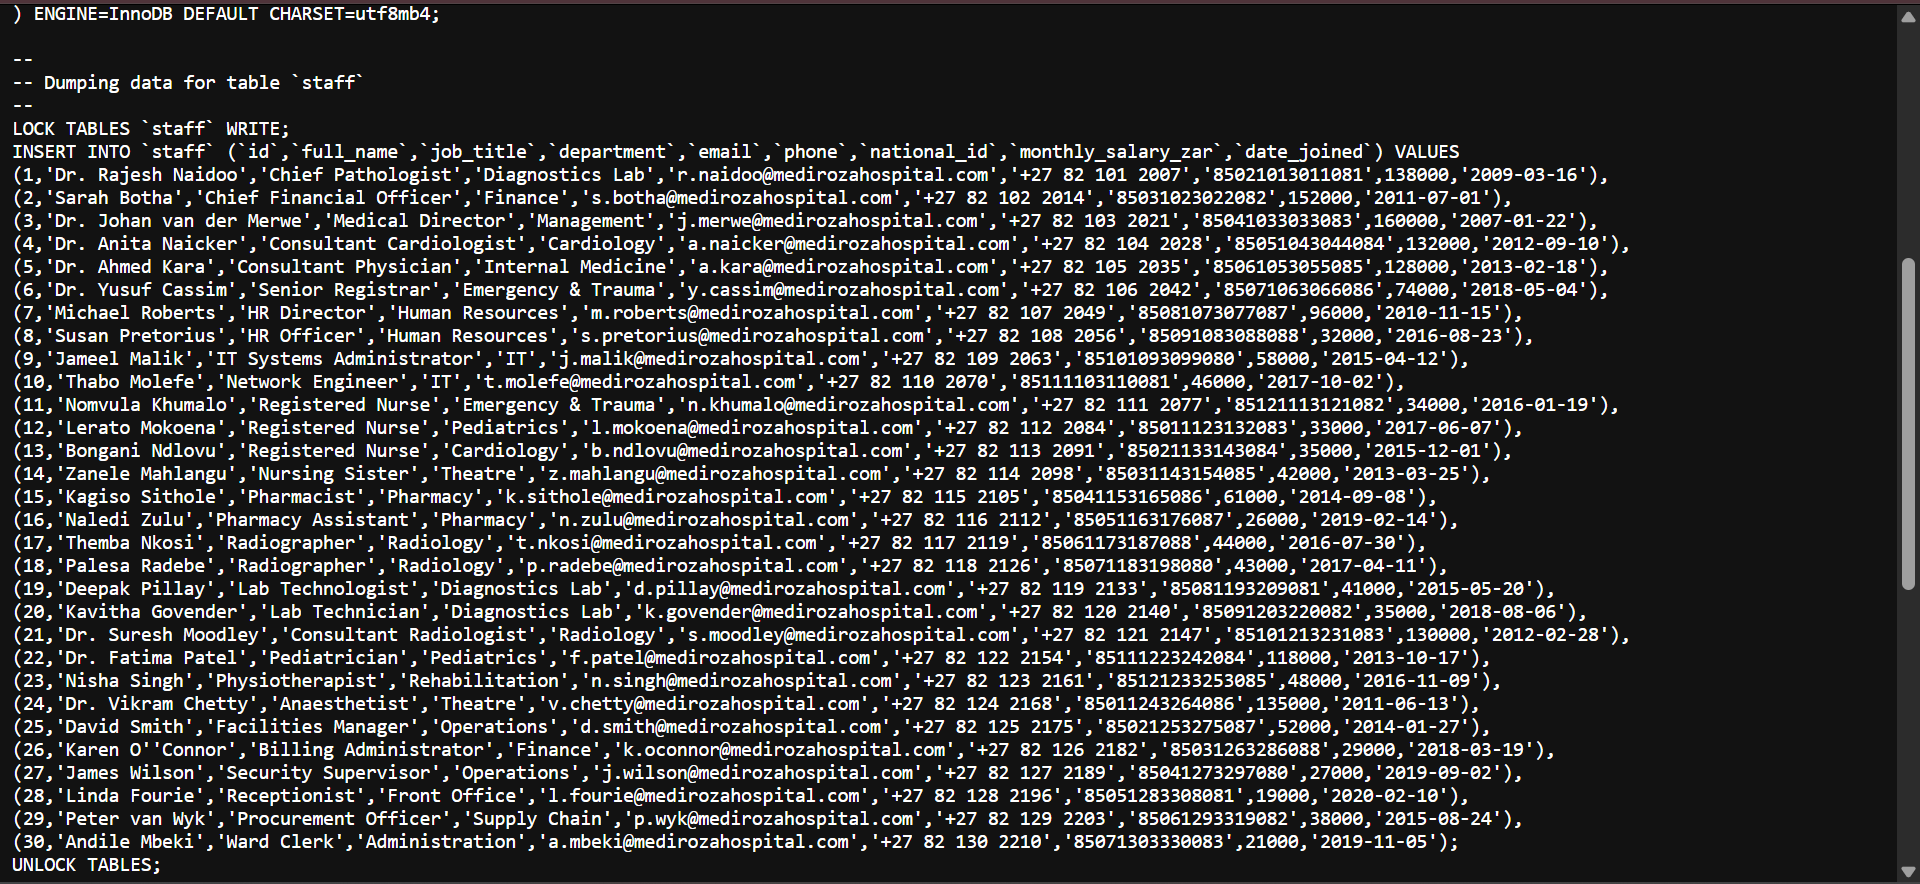 ) ENGINE=InnoDB DEFAULT CHARSET=utf8mb4;
--
-- Dumping data for table `staff`
--
LOCK TABLES `staff` WRITE;
INSERT INTO `staff` (`id`,`full_name`,`job_title`,`department`,`email`,`phone`,`national_id`,`monthly_salary_zar`,`date_joined`) VALUES
(1,'Dr. Rajesh Naidoo','Chief Pathologist','Diagnostics Lab','r.naidoo@medirozahospital.com','+27 82 101 2007','85021013011081',138000,'2009-03-16'),
(2,'Sarah Botha','Chief Financial Officer','Finance','s.botha@medirozahospital.com','+27 82 102 2014','85031023022082',152000,'2011-07-01'),
(3,'Dr. Johan van der Merwe','Medical Director','Management','j.merwe@medirozahospital.com','+27 82 103 2021','85041033033083',160000,'2007-01-22'),
(4,'Dr. Anita Naicker','Consultant Cardiologist','Cardiology','a.naicker@medirozahospital.com','+27 82 104 2028','85051043044084',132000,'2012-09-10'),
(5,'Dr. Ahmed Kara','Consultant Physician','Internal Medicine','a.kara@medirozahospital.com','+27 82 105 2035','85061053055085',128000,'2013-02-18'),
(6,'Dr. Yusuf Cassim','Senior Registrar','Emergency & Trauma','y.cassim@medirozahospital.com','+27 82 106 2042','85071063066086',74000,'2018-05-04'),
(7,'Michael Roberts','HR Director','Human Resources','m.roberts@medirozahospital.com','+27 82 107 2049','85081073077087',96000,'2010-11-15'),
(8,'Susan Pretorius','HR Officer','Human Resources','s.pretorius@medirozahospital.com','+27 82 108 2056','85091083088088',32000,'2016-08-23'),
(9,'Jameel Malik','IT Systems Administrator','IT','j.malik@medirozahospital.com','+27 82 109 2063','85101093099080',58000,'2015-04-12'),
(10,'Thabo Molefe','Network Engineer','IT','t.molefe@medirozahospital.com','+27 82 110 2070','85111103110081',46000,'2017-10-02'),
(11,'Nomvula Khumalo','Registered Nurse','Emergency & Trauma','n.khumalo@medirozahospital.com','+27 82 111 2077','85121113121082',34000,'2016-01-19'),
(12,'Lerato Mokoena','Registered Nurse','Pediatrics','l.mokoena@medirozahospital.com','+27 82 112 2084','85011123132083',33000,'2017-06-07'),
(13,'Bongani Ndlovu','Registered Nurse','Cardiology','b.ndlovu@medirozahospital.com','+27 82 113 2091','85021133143084',35000,'2015-12-01'),
(14,'Zanele Mahlangu','Nursing Sister','Theatre','z.mahlangu@medirozahospital.com','+27 82 114 2098','85031143154085',42000,'2013-03-25'),
(15,'Kagiso Sithole','Pharmacist','Pharmacy','k.sithole@medirozahospital.com','+27 82 115 2105','85041153165086',61000,'2014-09-08'),
(16,'Naledi Zulu','Pharmacy Assistant','Pharmacy','n.zulu@medirozahospital.com','+27 82 116 2112','85051163176087',26000,'2019-02-14'),
(17,'Themba Nkosi','Radiographer','Radiology','t.nkosi@medirozahospital.com','+27 82 117 2119','85061173187088',44000,'2016-07-30'),
(18,'Palesa Radebe','Radiographer','Radiology','p.radebe@medirozahospital.com','+27 82 118 2126','85071183198080',43000,'2017-04-11'),
(19,'Deepak Pillay','Lab Technologist','Diagnostics Lab','d.pillay@medirozahospital.com','+27 82 119 2133','85081193209081',41000,'2015-05-20'),
(20,'Kavitha Govender','Lab Technician','Diagnostics Lab','k.govender@medirozahospital.com','+27 82 120 2140','85091203220082',35000,'2018-08-06'),
(21,'Dr. Suresh Moodley','Consultant Radiologist','Radiology','s.moodley@medirozahospital.com','+27 82 121 2147','85101213231083',130000,'2012-02-28'),
(22,'Dr. Fatima Patel','Pediatrician','Pediatrics','f.patel@medirozahospital.com','+27 82 122 2154','85111223242084',118000,'2013-10-17'),
(23,'Nisha Singh','Physiotherapist','Rehabilitation','n.singh@medirozahospital.com','+27 82 123 2161','85121233253085',48000,'2016-11-09'),
(24,'Dr. Vikram Chetty','Anaesthetist','Theatre','v.chetty@medirozahospital.com','+27 82 124 2168','85011243264086',135000,'2011-06-13'),
(25,'David Smith','Facilities Manager','Operations','d.smith@medirozahospital.com','+27 82 125 2175','85021253275087',52000,'2014-01-27'),
(26,'Karen O''Connor','Billing Administrator','Finance','k.oconnor@medirozahospital.com','+27 82 126 2182','85031263286088',29000,'2018-03-19'),
(27,'James Wilson','Security Supervisor','Operations','j.wilson@medirozahospital.com','+27 82 127 2189','85041273297080',27000,'2019-09-02'),
(28,'Linda Fourie','Receptionist','Front Office','l.fourie@medirozahospital.com','+27 82 128 2196','85051283308081',19000,'2020-02-10'),
(29,'Peter van Wyk','Procurement Officer','Supply Chain','p.wyk@medirozahospital.com','+27 82 129 2203','85061293319082',38000,'2015-08-24'),
(30,'Andile Mbeki','Ward Clerk','Administration','a.mbeki@medirozahospital.com','+27 82 130 2210','85071303330083',21000,'2019-11-05');
UNLOCK TABLES;